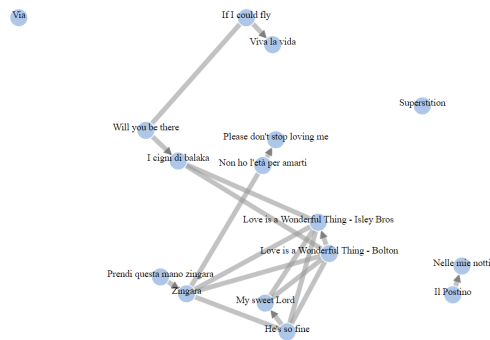 Via
If I could fly
Viva la vida
Superstition
Will you be there
Please don't stop loving me
I cigni di balaka
Non ho l'età per amarti
Love is a Wonderful Thing - Isley Bros
Love is a Wonderful Thing - Bolton
Nelle mie notti
Prendi questa mano zingara
Zingara
Il Postino
My sweet Lord
He's so fine